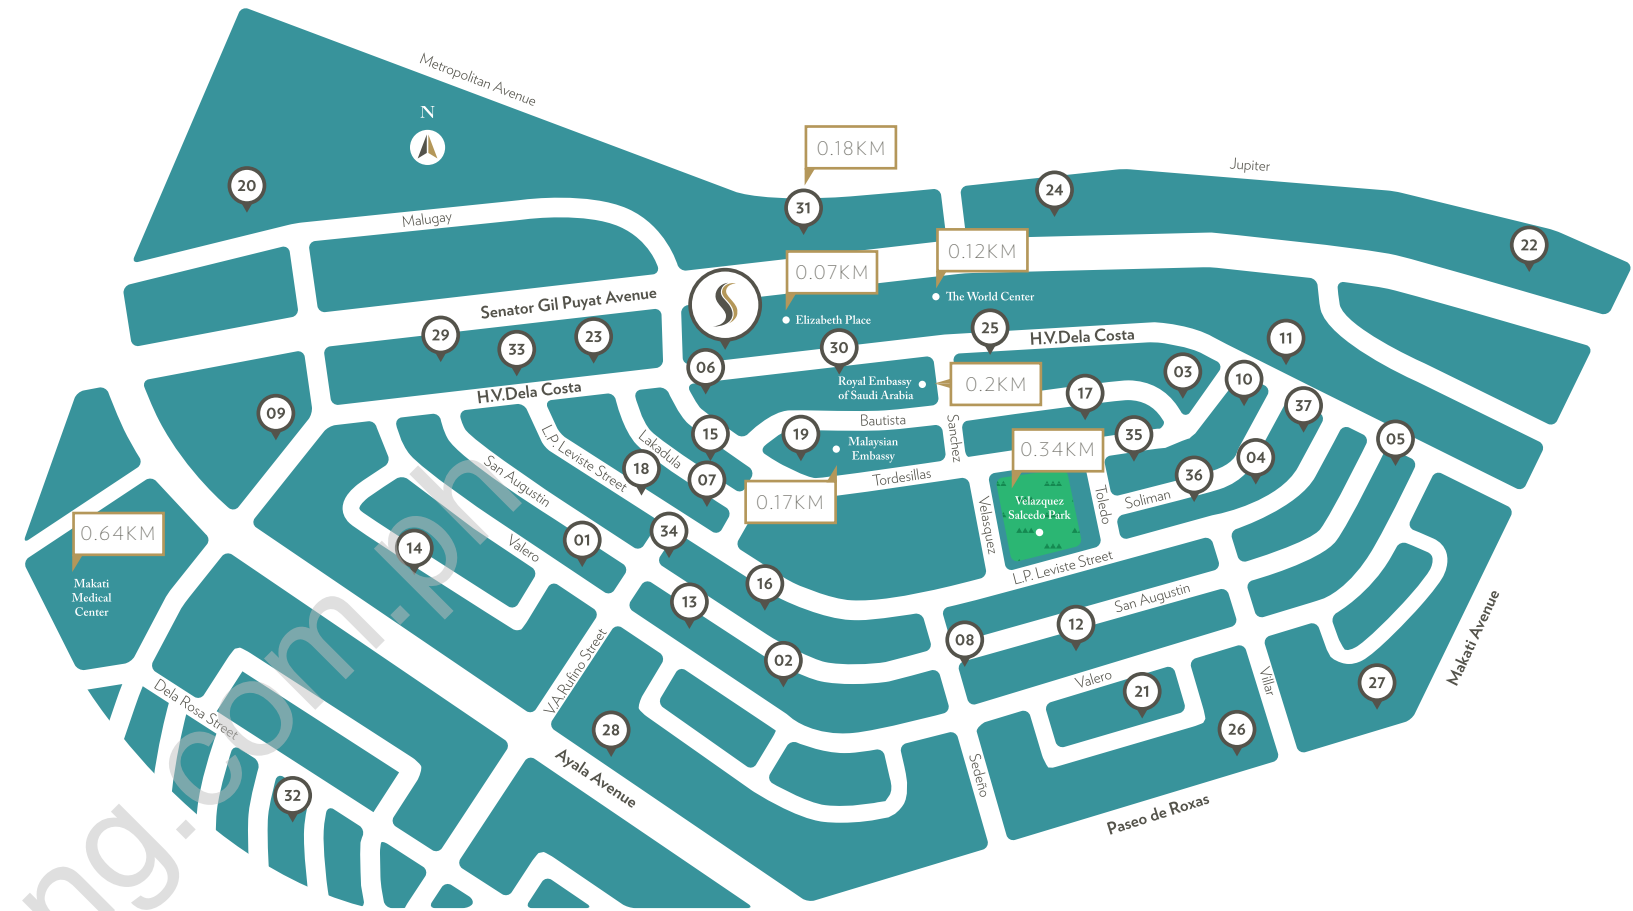 Metropolitan Avenue
N
0.18KM
Jupiter
20
24
31
Malugay
22
0.12KM
0.07KM
Senator Gil Puyat Avenue
The World Center
Elizabeth Place
29
33
23
25
H.V.Dela Costa
11
30
06
03
10
Royal Embassy
of Saudi Arabia
0.2KM
H.V.Dela Costa
17
37
09
Bautista
Sanchez
15
19
35
05
Malaysian
Embassy
0.34KM
L.P. Leviste Street
Lakadula
18
04
San Augustin
07
Tordesillas
36
0.17KM
Velasquez
Velazquez
Salcedo Park
Toledo
Soliman
0.64KM
34
14
Valero
01
L.P. Leviste Street
Makati
Medical
Center
16
13
San Augustin
12
08
Makati Avenue
V.A.Rufino Street
02
Valero
21
Villar
27
Dela Rosa Street
28
26
Ayala Avenue
Sedeño
32
Paseo de Roxas
ng.com.ph